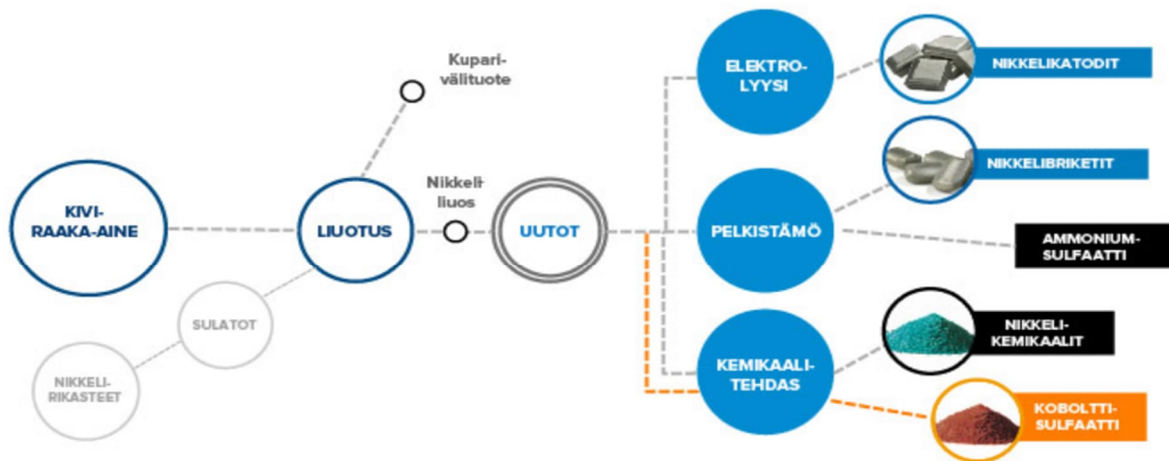 Kupari-
välituote
KIVI-
RAAKA-AINE
LIUOTUS
Nikkeli-
liuos
UUTOT
SULATOT
NIKKELI-
RIKASTEET
ELEKTRO-
LYYSI
NIKKELIKATODIT
NIKKELIBRIKETIT
PELKISTÄMÖ
AMMONIUM-
SULFAATTI
KEMIKAALI-
TEHDAS
NIKKELI-
KEMIKAALIT
KOBOLTTI-
SULFAATTI